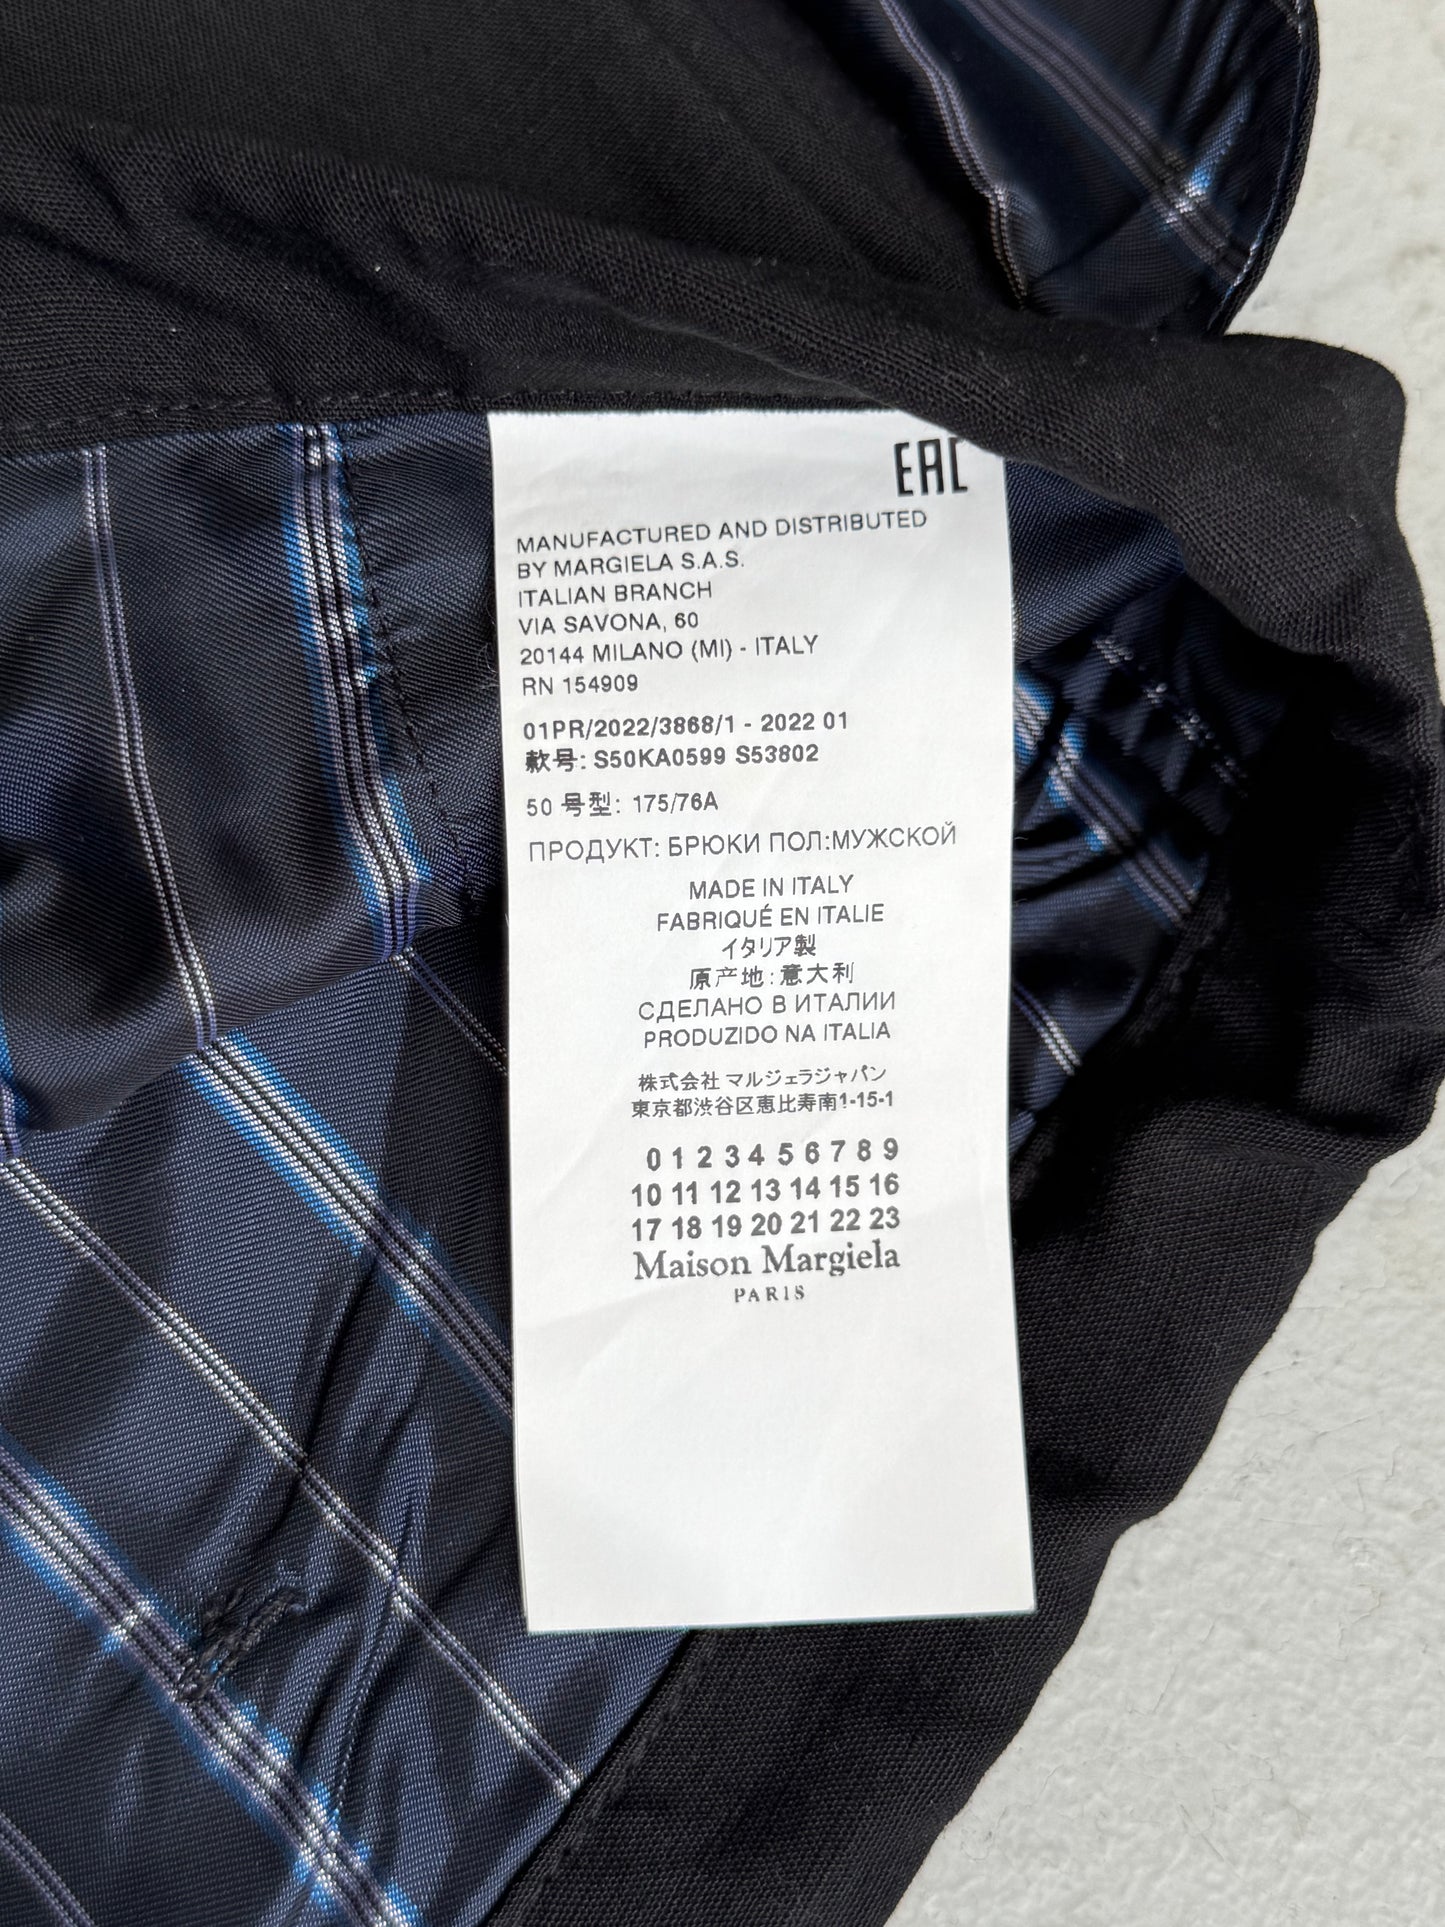 EAC
MANUFACTURED AND DISTRIBUTED
BY MARGIELA S.A.S.
ITALIAN BRANCH
VIA SAVONA, 60
20144 MILANO (MI) - ITALY
RN 154909
01PR/2022/3868/1 - 2022 01
款号: S50KA0599 S53802
50 号型: 175/76A
ПРОДУКТ: БРЮКИ ПОЛ:МУЖСКОЙ
MADE IN ITALY
FABRIQUÉ EN ITALIE
イタリア製
原产地:意大利
СДЕЛАНО В ИТАЛИИ
PRODUZIDO NA ITALIA
株式会社 マルジェラジャパン
東京都渋谷区恵比寿南1-15-1
0 1 2 3 4 5 6 7 8 9
10 11 12 13 14 15 16
17 18 19 20 21 22 23
Maison Margiela
PARIS